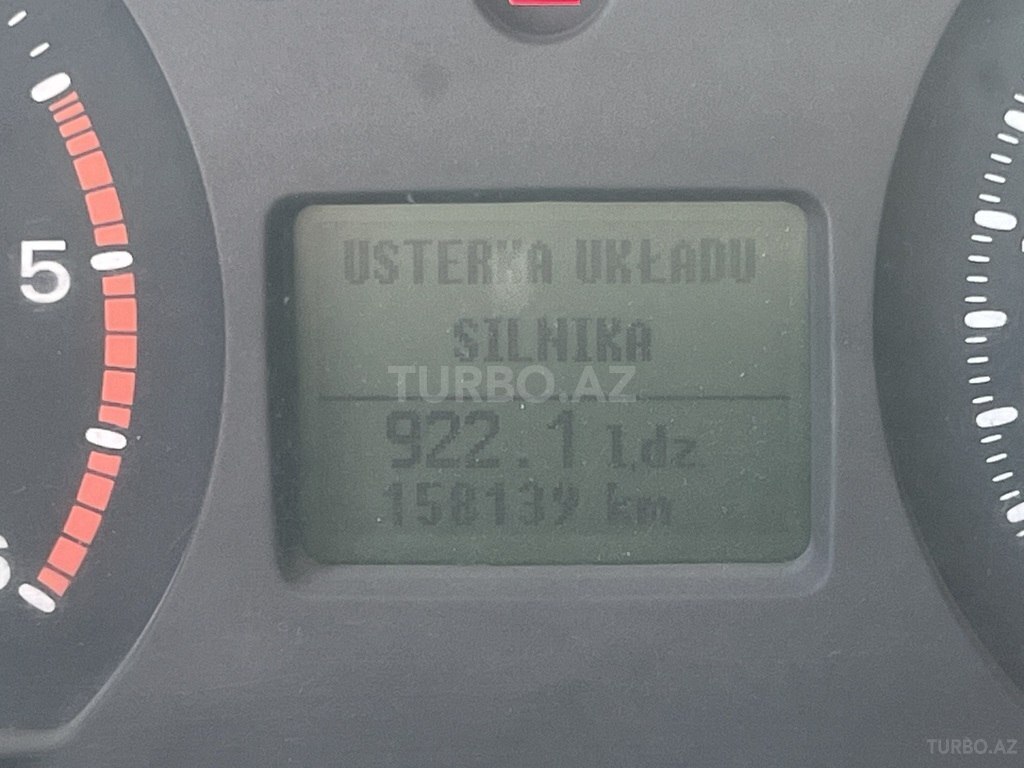 5
USTERKA UKŁADU
SILNIKA
TURBO.AZ
922.1 l.dz.
158139 km
TURBO.AZ